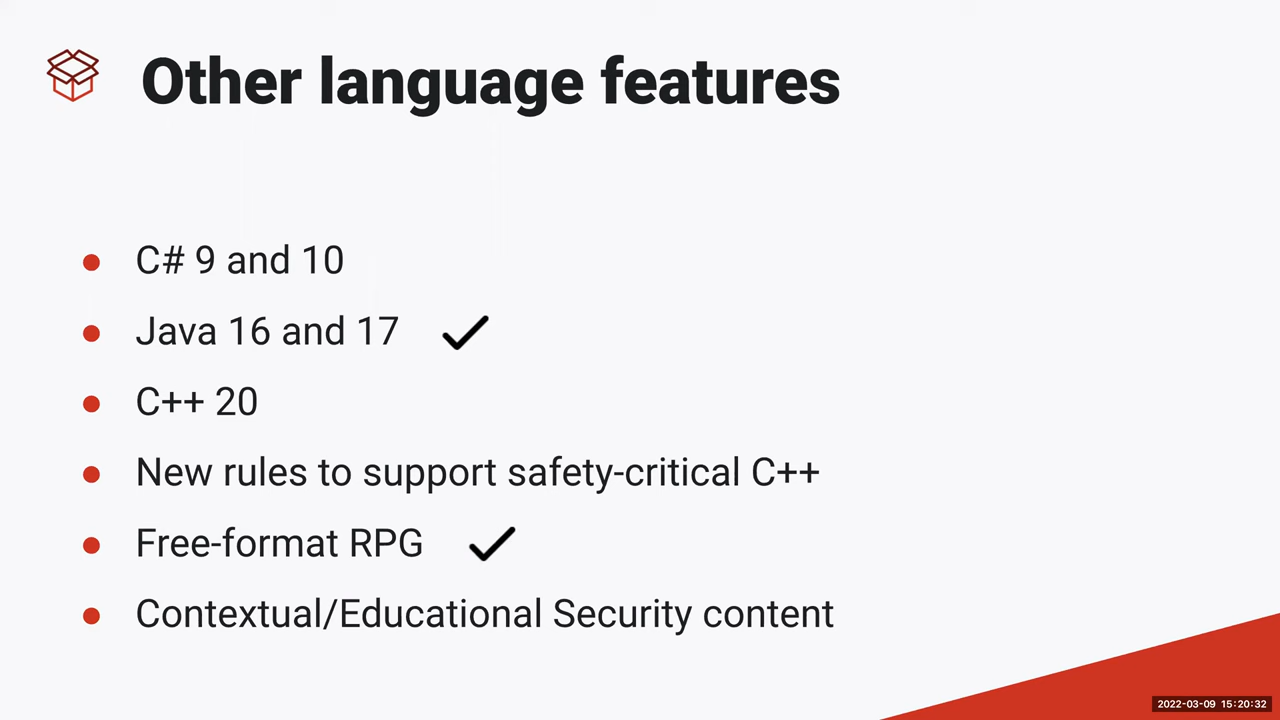 Other language features
C# 9 and 10
Java 16 and 17
C++ 20
New rules to support safety-critical C++
Free-format RPG
Contextual/Educational Security content
2022-03-09 15:20:32